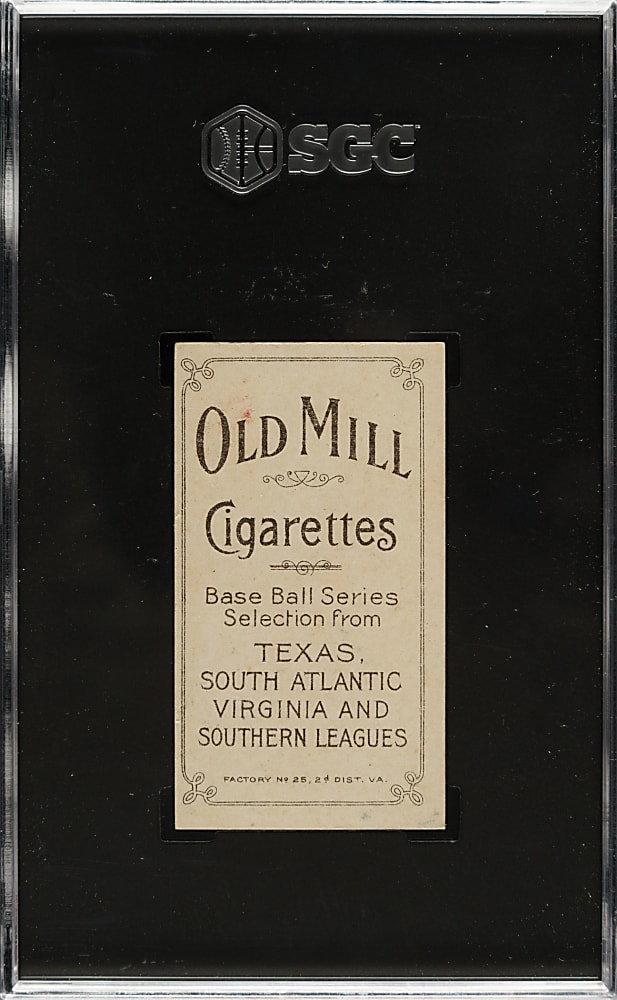 SGC
OLD MILL
Cigarettes
Base Ball Series
Selection from
TEXAS,
SOUTH ATLANTIC
VIRGINIA AND
SOUTHERN LEAGUES
FACTORY Nº 25, 2d DIST. VA.